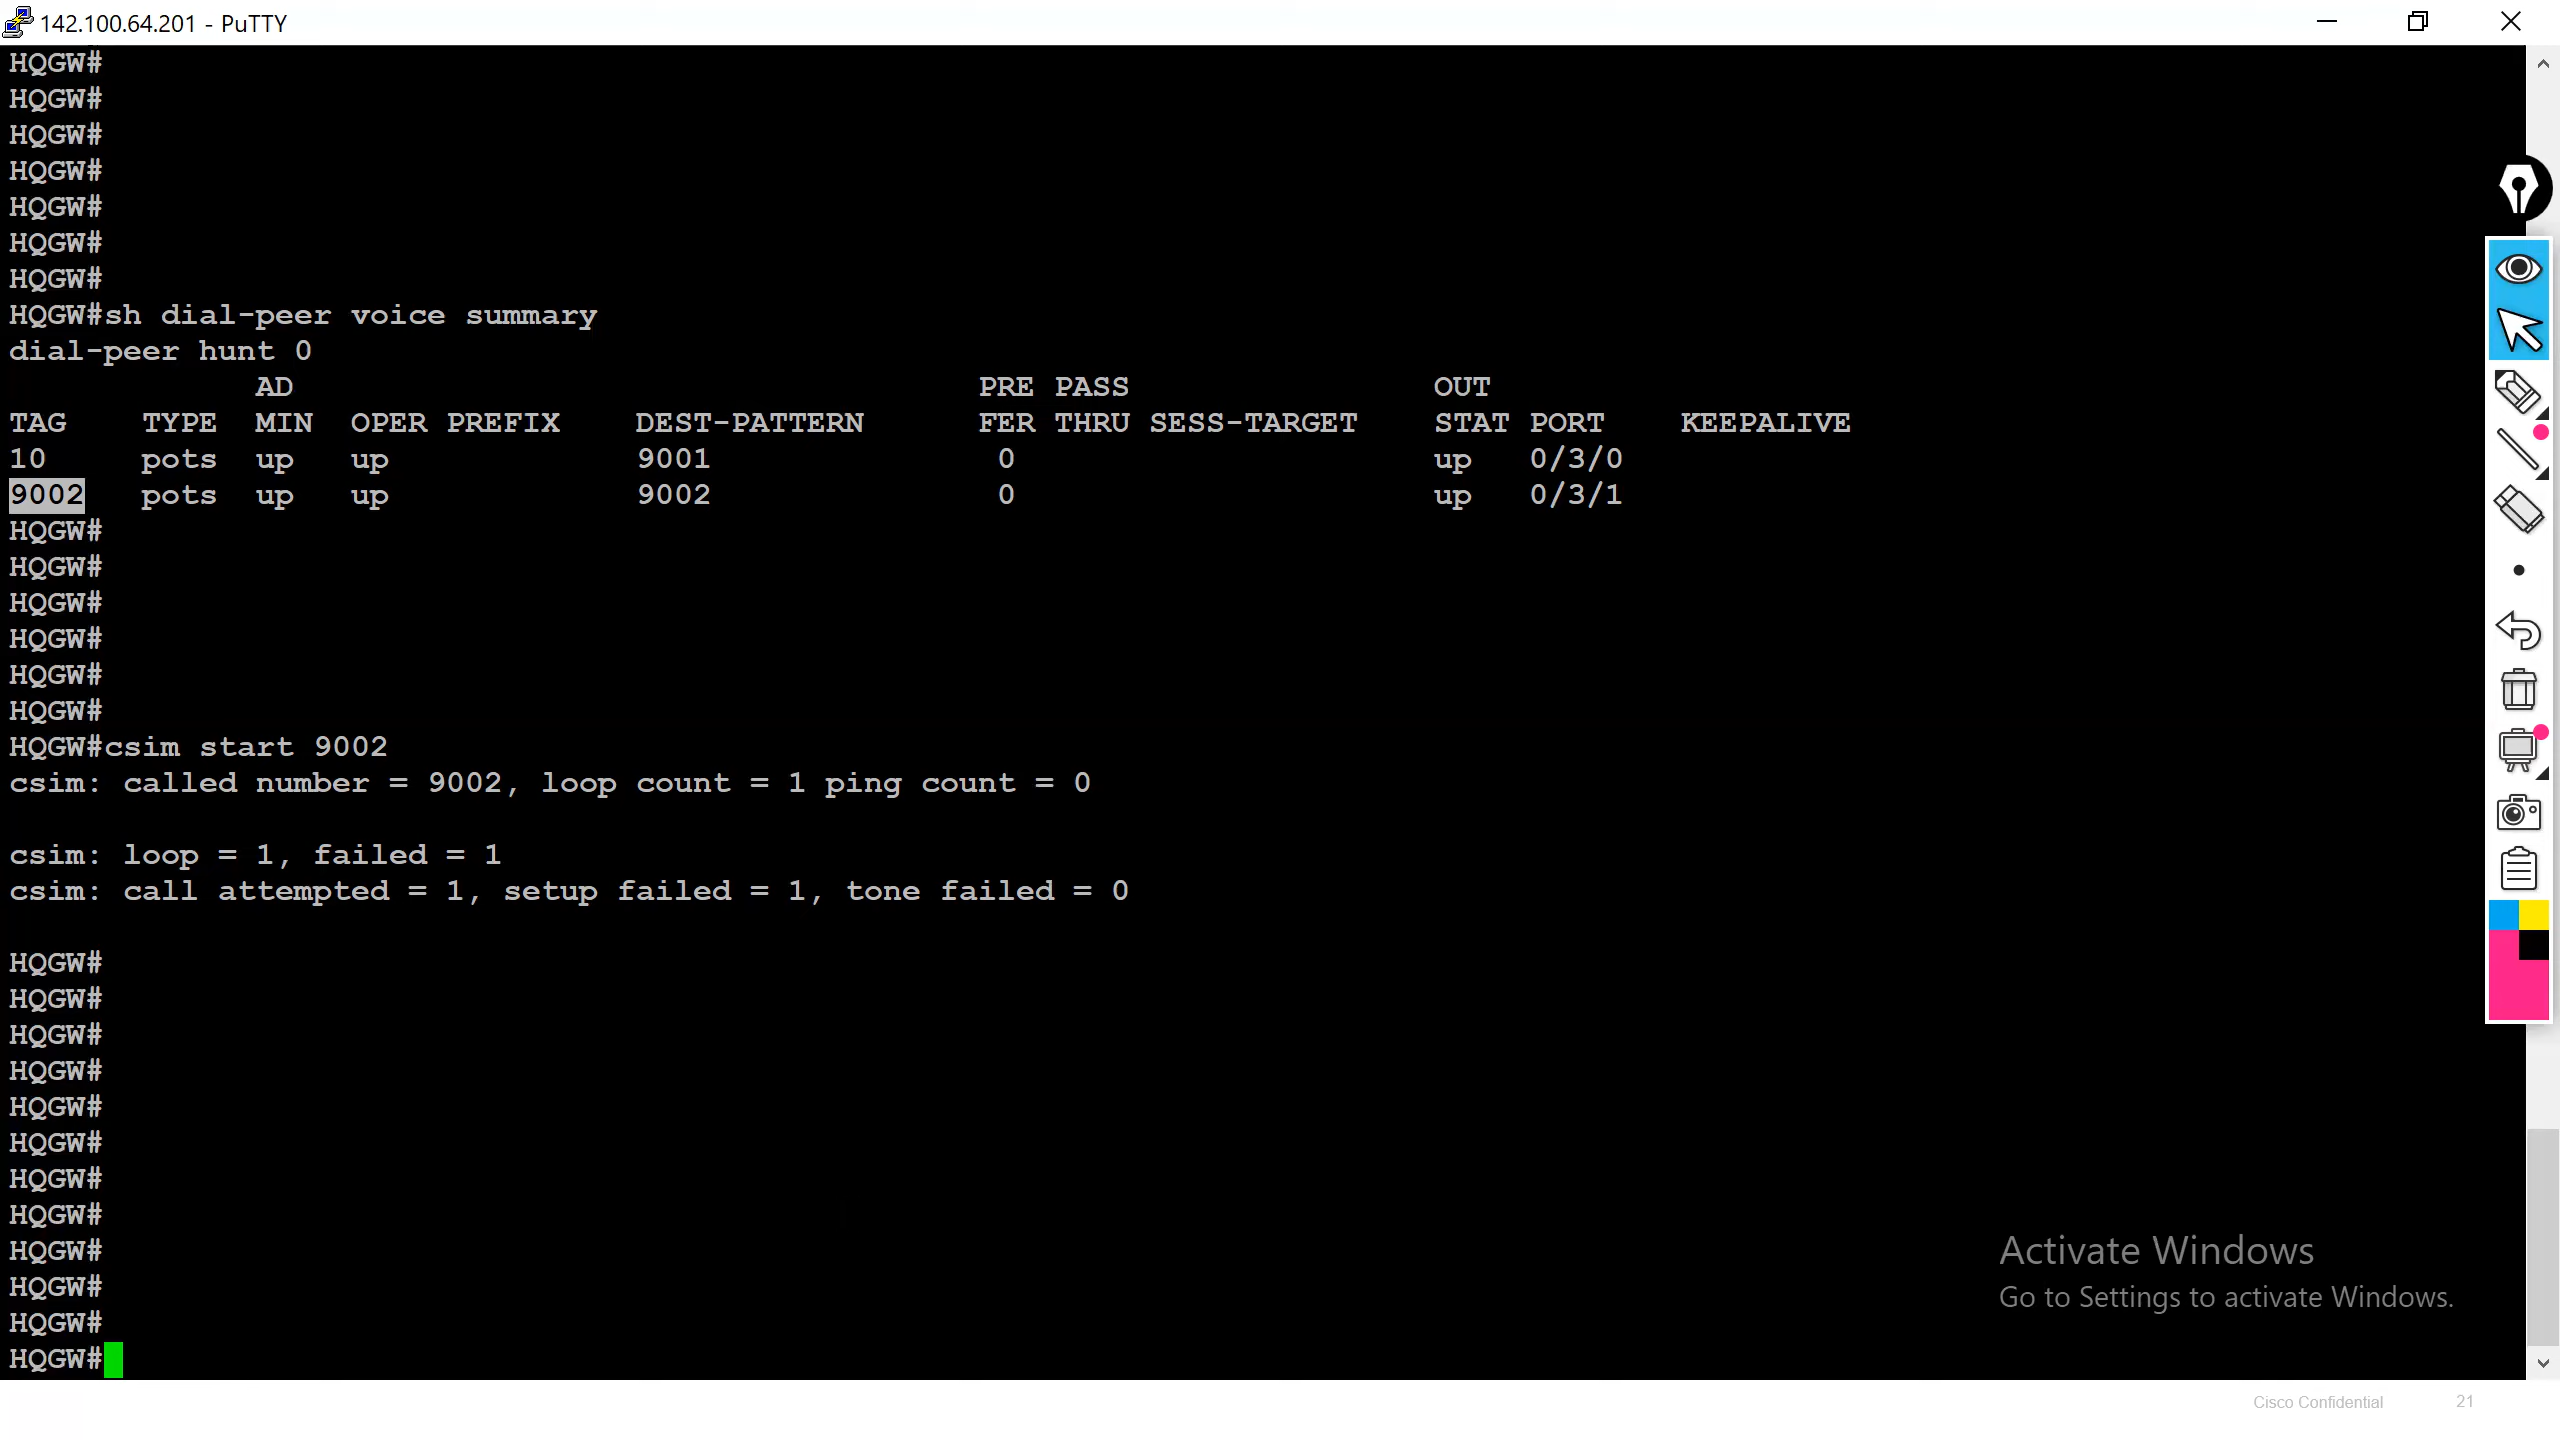 142.100.64.201 - PuTTY
HQGW#
HQGW#
HQGW#
HQGW#
HQGW#
HQGW#
HQGW#
HQGW#sh dial-peer voice summary
dial-peer hunt 0
AD PRE PASS OUT
TAG TYPE MIN OPER PREFIX DEST-PATTERN FER THRU SESS-TARGET STAT PORT KEEPALIVE
10 pots up up 9001 0 up 0/3/0
9002 pots up up 9002 0 up 0/3/1
HQGW#
HQGW#
HQGW#
HQGW#
HQGW#
HQGW#
HQGW#csim start 9002
csim: called number = 9002, loop count = 1 ping count = 0
csim: loop = 1, failed = 1
csim: call attempted = 1, setup failed = 1, tone failed = 0
HQGW#
HQGW#
HQGW#
HQGW#
HQGW#
HQGW#
HQGW#
HQGW#
HQGW#
HQGW#
HQGW#
HQGW#
Activate Windows
Go to Settings to activate Windows.
Cisco Confidential 21